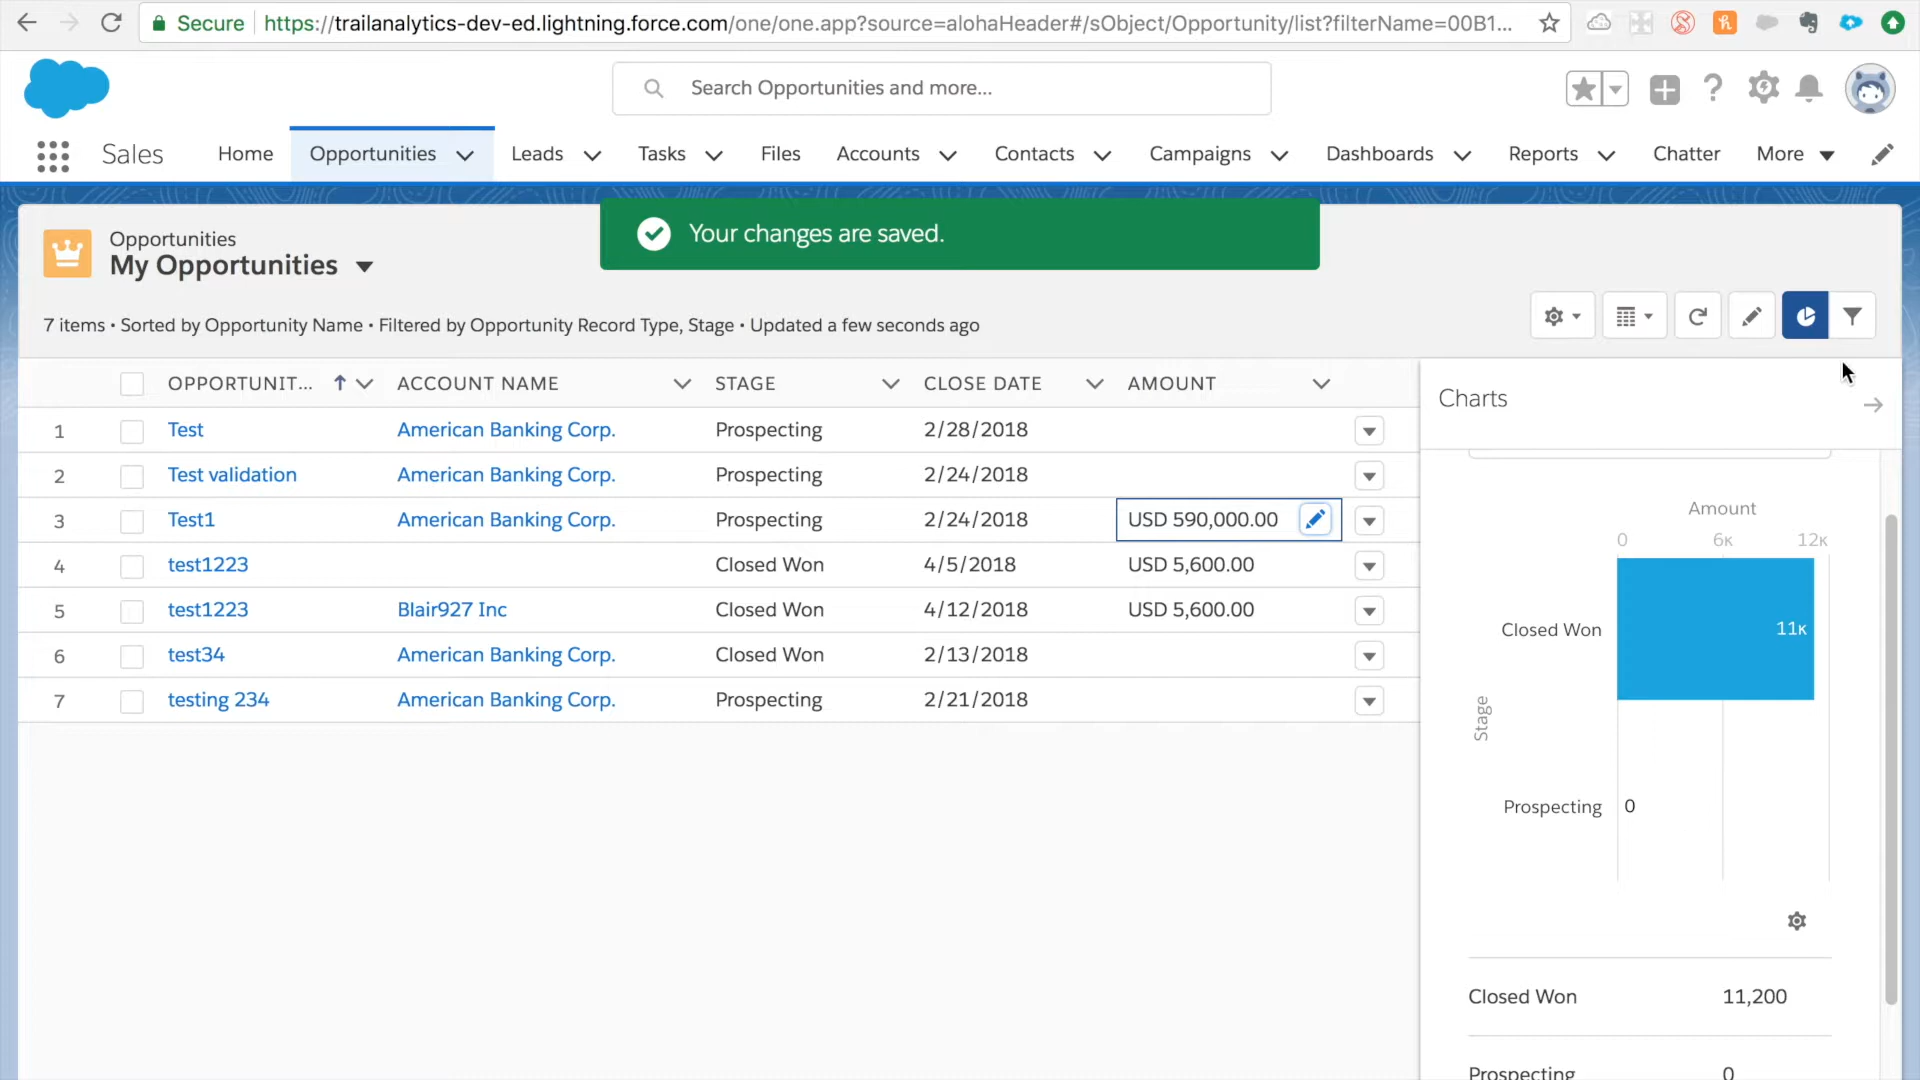 Secure https://trailanalytics-dev-ed.lightning.force.com/one/one.app?source=alohaHeader#/sObject/Opportunity/list?filterName=00B1...
Search Opportunities and more...
Sales Home Opportunities Leads Tasks Files Accounts Contacts Campaigns Dashboards Reports Chatter More
Your changes are saved.
Opportunities
My Opportunities
7 items • Sorted by Opportunity Name • Filtered by Opportunity Record Type, Stage • Updated a few seconds ago
OPPORTUNIT... ACCOUNT NAME STAGE CLOSE DATE AMOUNT
1 Test American Banking Corp. Prospecting 2/28/2018
2 Test validation American Banking Corp. Prospecting 2/24/2018
3 Test1 American Banking Corp. Prospecting 2/24/2018 USD 590,000.00
4 test1223 Closed Won 4/5/2018 USD 5,600.00
5 test1223 Blair927 Inc Closed Won 4/12/2018 USD 5,600.00
6 test34 American Banking Corp. Closed Won 2/13/2018
7 testing 234 American Banking Corp. Prospecting 2/21/2018
Charts
Amount
0 6K 12K
Closed Won 11K
Stage
Prospecting 0
Closed Won 11,200
Prospecting 0